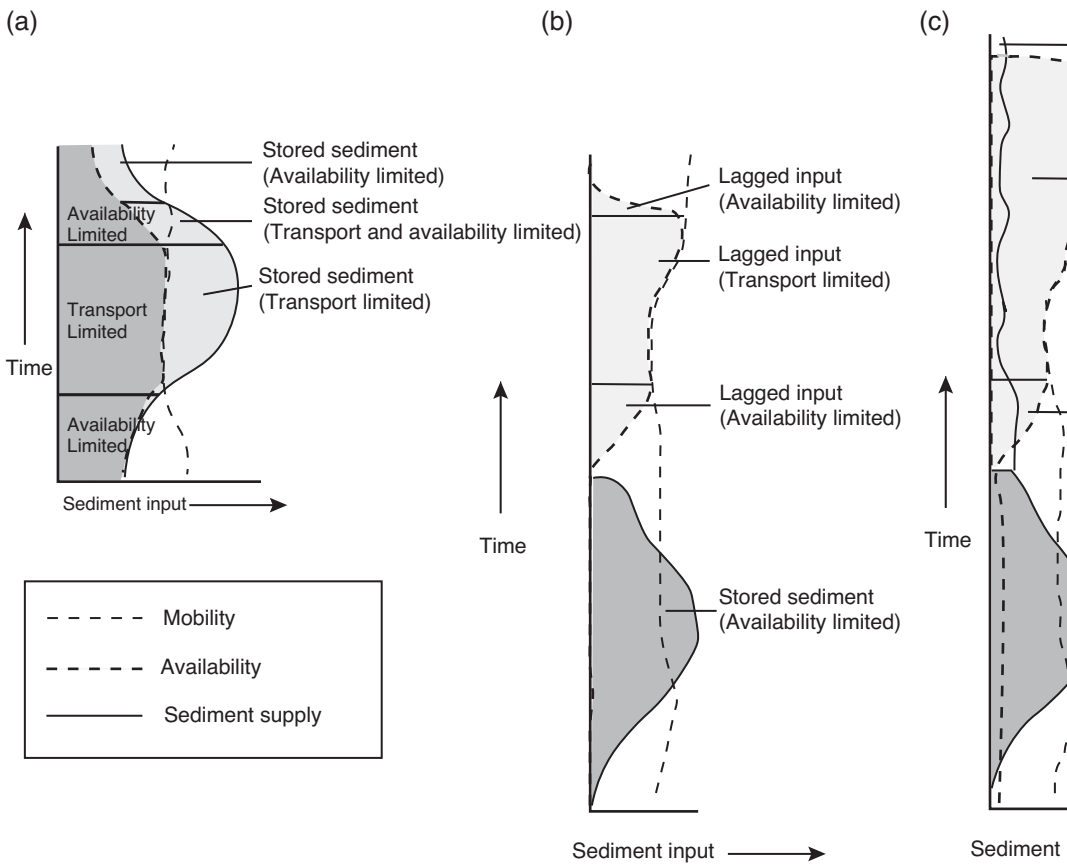 (a)
Stored sediment
(Availability limited)
Stored sediment
(Transport and availability limited)
Stored sediment
(Transport limited)
Availability
Limited
Transport
Limited
Availability
Limited
Time
Sediment input
Mobility
Availability
Sediment supply
(b)
Lagged input
(Availability limited)
Lagged input
(Transport limited)
Lagged input
(Availability limited)
Stored sediment
(Availability limited)
Time
Sediment input
(c)
Time
Sediment